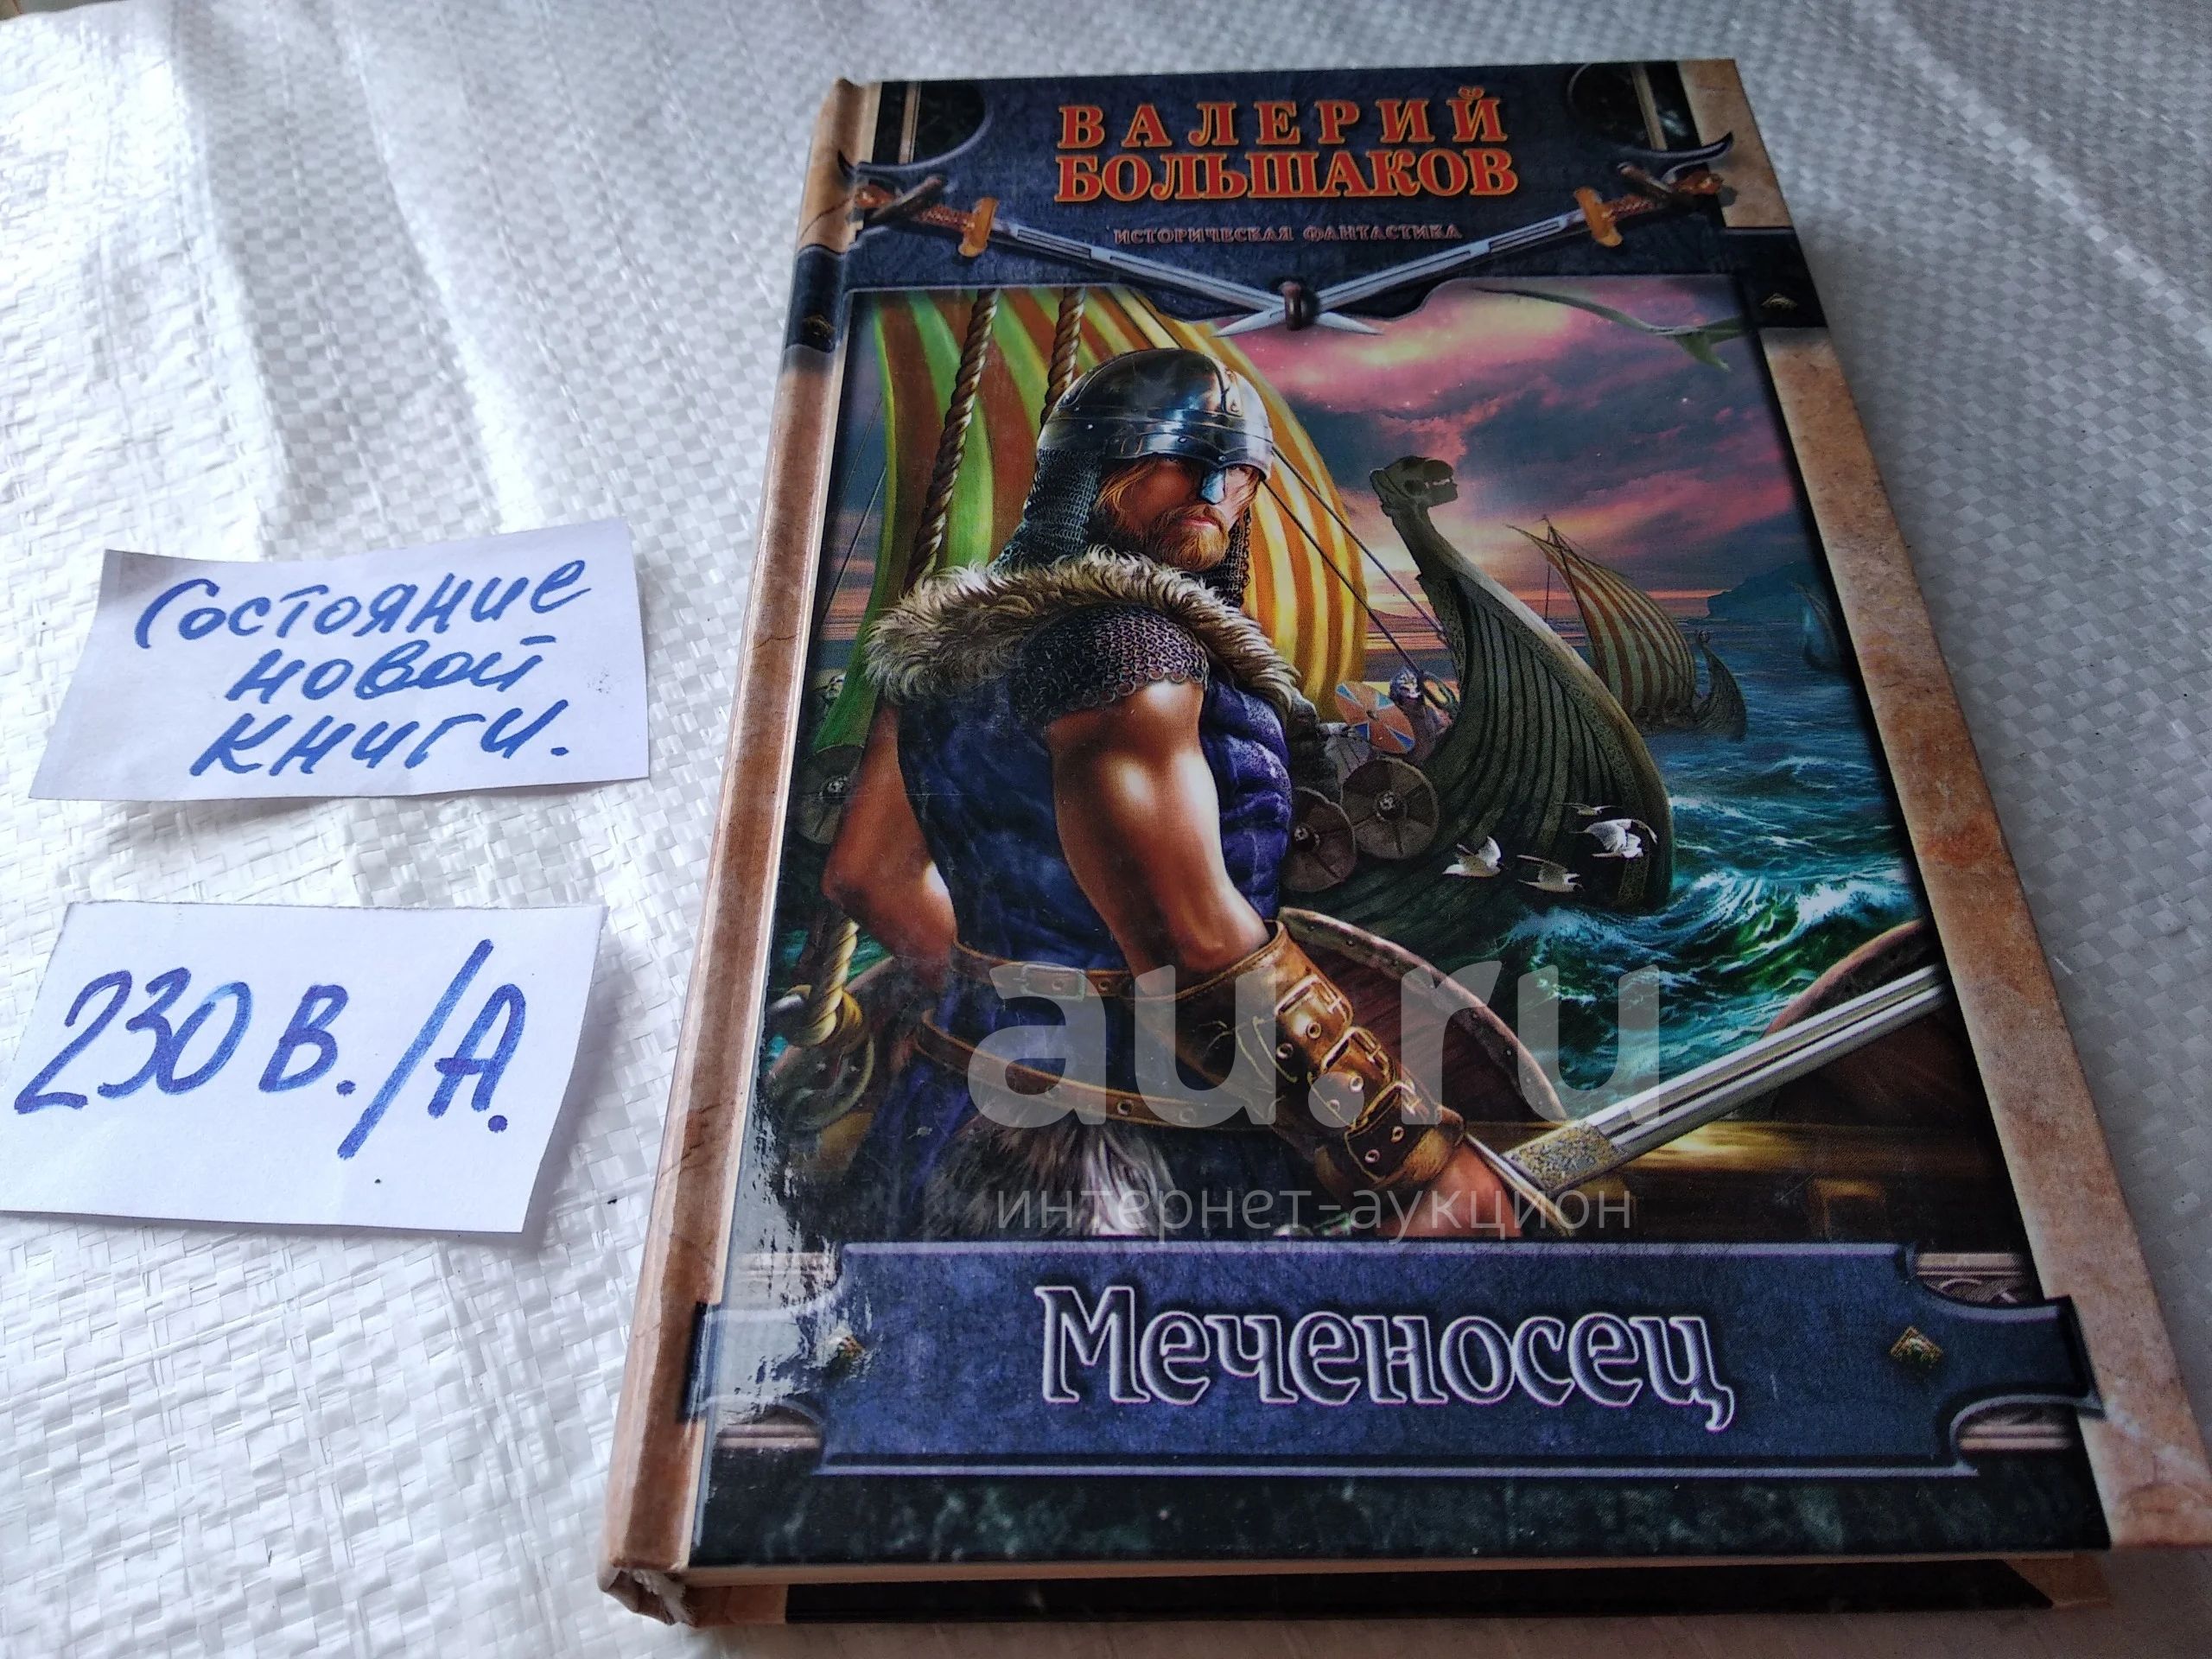 ВАЛЕРИЙ
БОЛЬШАКОВ
ИСТОРИЧЕСКАЯ ФАНТАСТИКА
Состояние
новой
книги.
230 В./А.
au.ru
интернет-аукцион
Меченосец